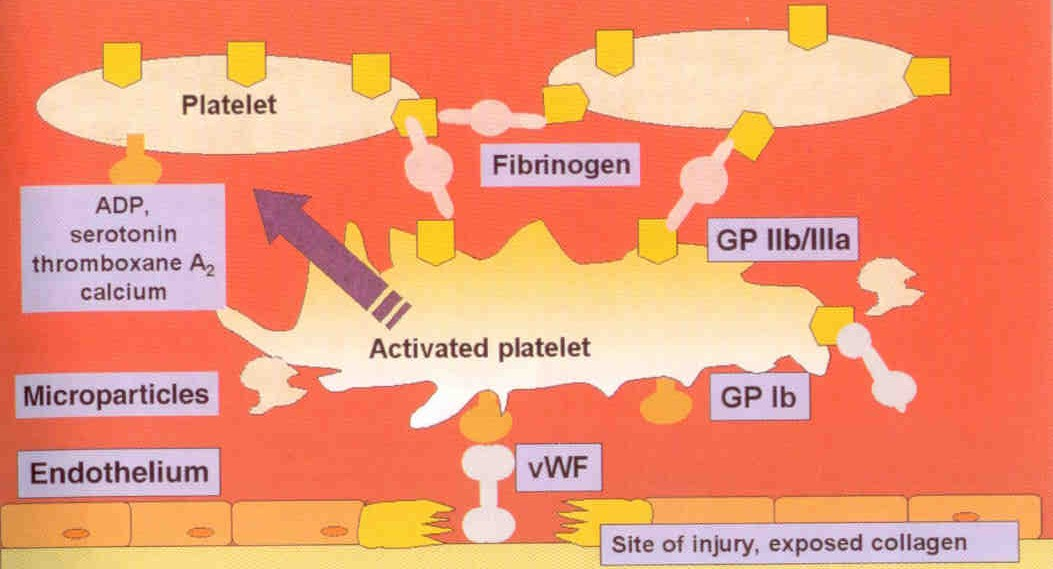 Platelet
Fibrinogen
ADP,
serotonin
thromboxane A₂
calcium
GP IIb/IIIa
Activated platelet
Microparticles
GP Ib
Endothelium
vWF
Site of injury, exposed collagen